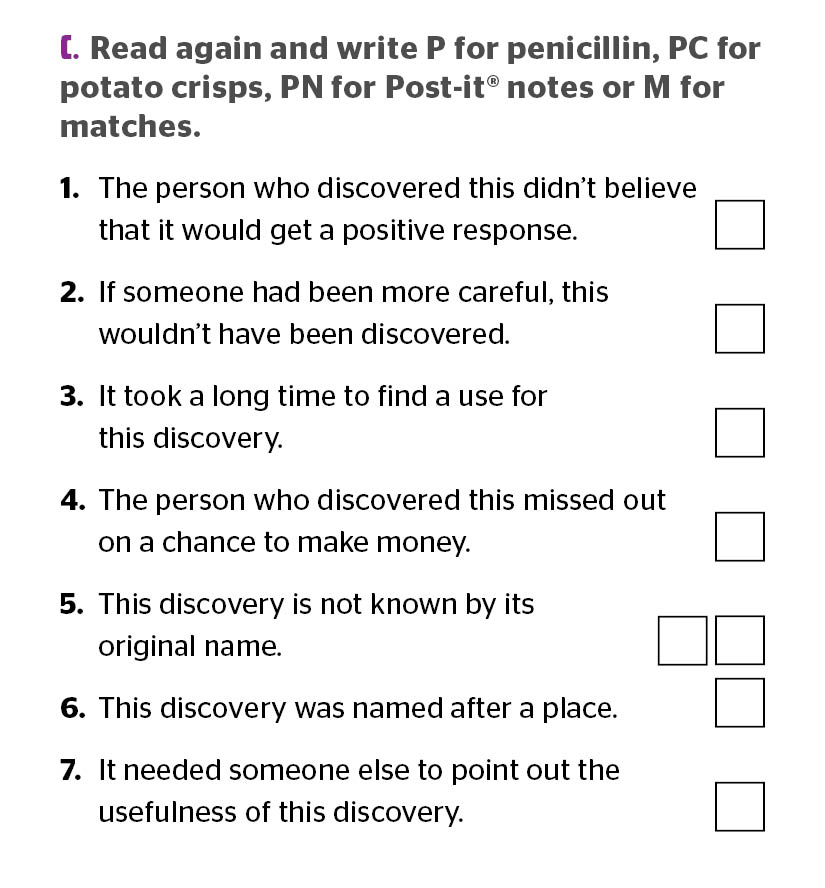 C. Read again and write P for penicillin, PC for
potato crisps, PN for Post-it® notes or M for
matches.
1. The person who discovered this didn't believe
that it would get a positive response.
2. If someone had been more careful, this
wouldn't have been discovered.
3. It took a long time to find a use for
this discovery.
4. The person who discovered this missed out
on a chance to make money.
5. This discovery is not known by its
original name.
6. This discovery was named after a place.
7. It needed someone else to point out the
usefulness of this discovery.